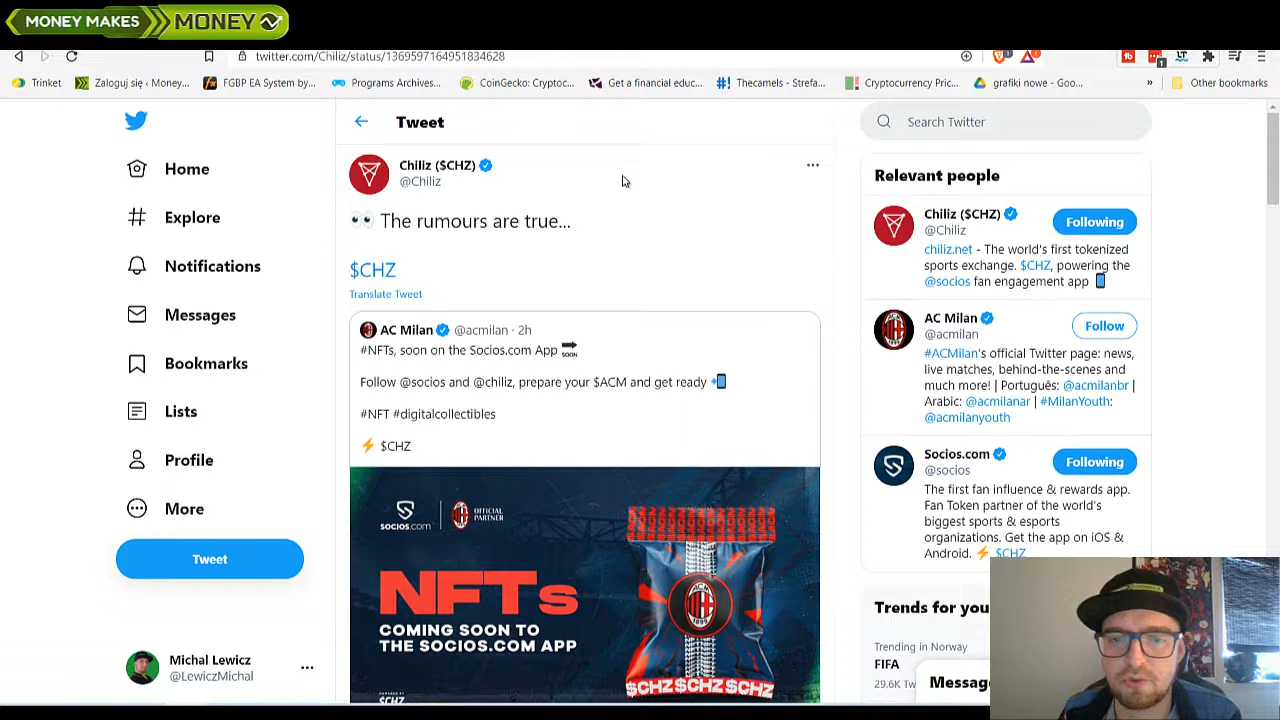 MONEY MAKES MONEY
twitter.com/Chiliz/status/1369597164951834628
Trinket
Zaloguj się ‹ Money...
FGBP EA System by...
Programs Archives...
CoinGecko: Cryptoc...
Get a financial educ...
Thecamels - Strefa...
Cryptocurrency Pric...
grafiki nowe - Goo...
»
Other bookmarks
Home
Explore
Notifications
Messages
Bookmarks
Lists
Profile
More
Tweet
Michal Lewicz
@LewiczMichal
Tweet
Chiliz ($CHZ)
@Chiliz
👀 The rumours are true...
$CHZ
Translate Tweet
AC Milan @acmilan · 2h
#NFTs, soon on the Socios.com App 🔜
Follow @socios and @chiliz, prepare your $ACM and get ready 📲
#NFT #digitalcollectibles
⚡ $CHZ
SOCIOS.COM
OFFICIAL
PARTNER
NFTs
COMING SOON TO
THE SOCIOS.COM APP
$CHZ
ACM
1899
$CHZ$CHZ$CHZ
Search Twitter
Relevant people
Chiliz ($CHZ)
@Chiliz
Following
chiliz.net - The world's first tokenized
sports exchange. $CHZ, powering the
@socios fan engagement app 📱
AC Milan
@acmilan
Follow
#ACMilan's official Twitter page: news,
live matches, behind-the-scenes and
much more! | Português: @acmilanbr |
Arabic: @acmilanar | #MilanYouth:
@acmilanyouth
Socios.com
@socios
Following
The first fan influence & rewards app.
Fan Token partner of the world's
biggest sports & esports
organizations. Get the app on iOS &
Android. ⚡ $CHZ
Trends for you
Trending in Norway
FIFA
29.6K Tw
Messag